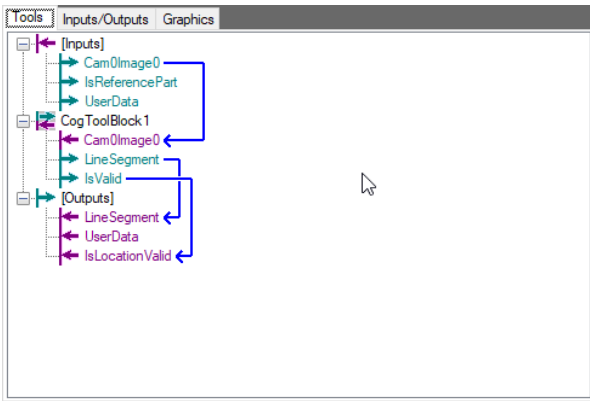 Tools Inputs/Outputs Graphics
[Inputs]
Cam0Image0
IsReferencePart
UserData
CogToolBlock1
Cam0Image0
LineSegment
IsValid
[Outputs]
LineSegment
UserData
IsLocationValid